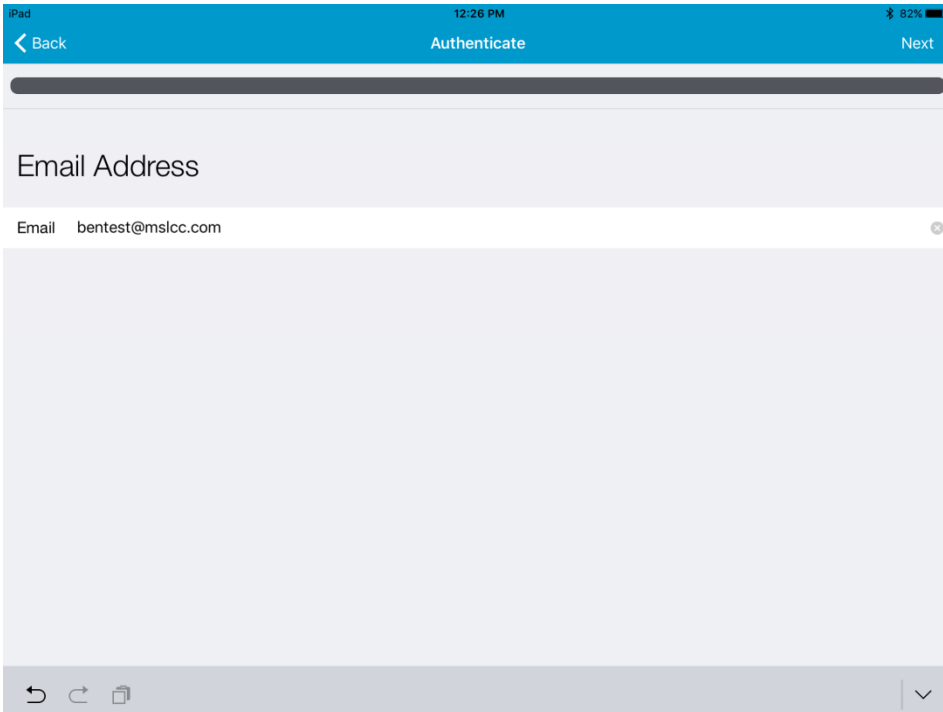 iPad 12:26 PM 82%
Back Authenticate Next
Email Address
Email bentest@mslcc.com